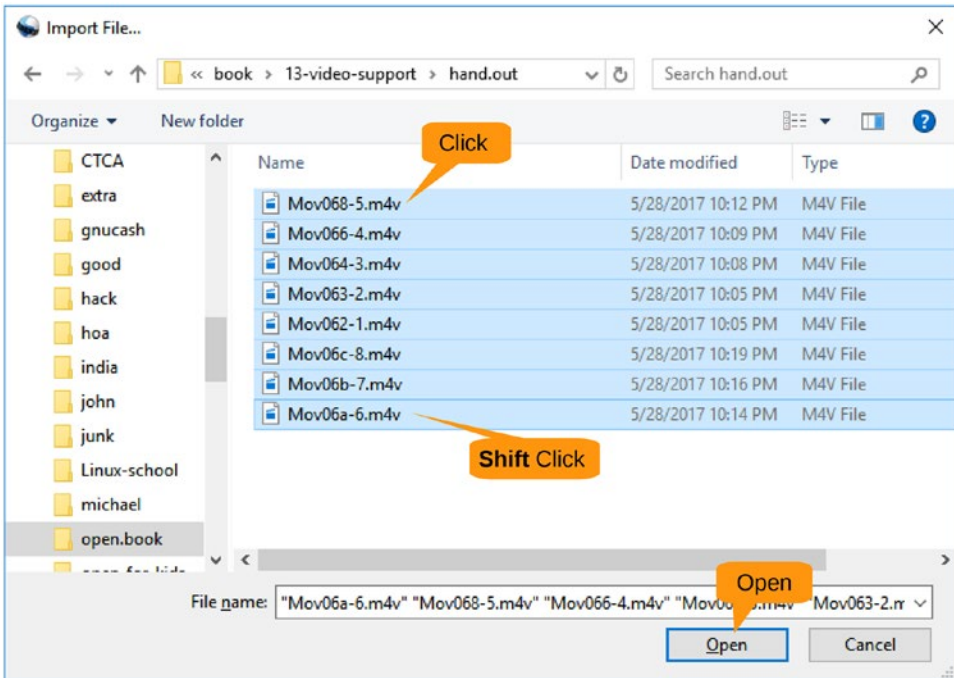 Import File...
« book > 13-video-support > hand.out
Search hand.out
Organize
New folder
?
Click
Name
Date modified
Type
CTCA
extra
gnucash
good
hack
hoa
india
john
junk
Linux-school
michael
open.book
Mov068-5.m4v 5/28/2017 10:12 PM M4V File
Mov066-4.m4v 5/28/2017 10:09 PM M4V File
Mov064-3.m4v 5/28/2017 10:08 PM M4V File
Mov063-2.m4v 5/28/2017 10:05 PM M4V File
Mov062-1.m4v 5/28/2017 10:05 PM M4V File
Mov06c-8.m4v 5/28/2017 10:19 PM M4V File
Mov06b-7.m4v 5/28/2017 10:16 PM M4V File
Mov06a-6.m4v 5/28/2017 10:14 PM M4V File
Shift Click
Open
File name: "Mov06a-6.m4v" "Mov068-5.m4v" "Mov066-4.m4v" "Mov063-2.m
Open
Cancel